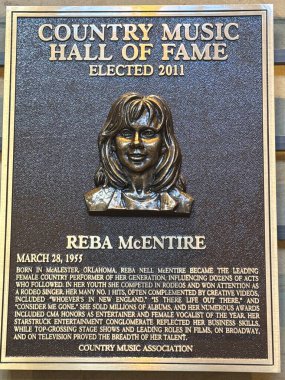 COUNTRY MUSIC
HALL OF FAME
ELECTED 2011
REBA McENTIRE
MARCH 28, 1955
BORN IN McALESTER, OKLAHOMA, REBA NELL McENTIRE BECAME THE LEADING
FEMALE COUNTRY PERFORMER OF HER GENERATION, INFLUENCING DOZENS OF ACTS
WHO FOLLOWED. IN HER YOUTH SHE COMPETED IN RODEOS AND WON ATTENTION AS
A RODEO SINGER. HER MANY NO. 1 HITS, OFTEN COMPLEMENTED BY CREATIVE VIDEOS,
INCLUDED "WHOEVER'S IN NEW ENGLAND," "IS THERE LIFE OUT THERE," AND
"CONSIDER ME GONE." SHE SOLD MILLIONS OF ALBUMS, AND HER NUMEROUS AWARDS
INCLUDED CMA HONORS AS ENTERTAINER AND FEMALE VOCALIST OF THE YEAR. HER
STARSTRUCK ENTERTAINMENT CONGLOMERATE REFLECTED HER BUSINESS SKILLS,
WHILE TOP-GROSSING STAGE SHOWS AND LEADING ROLES IN FILMS, ON BROADWAY,
AND ON TELEVISION PROVED THE BREADTH OF HER TALENT.
COUNTRY MUSIC ASSOCIATION